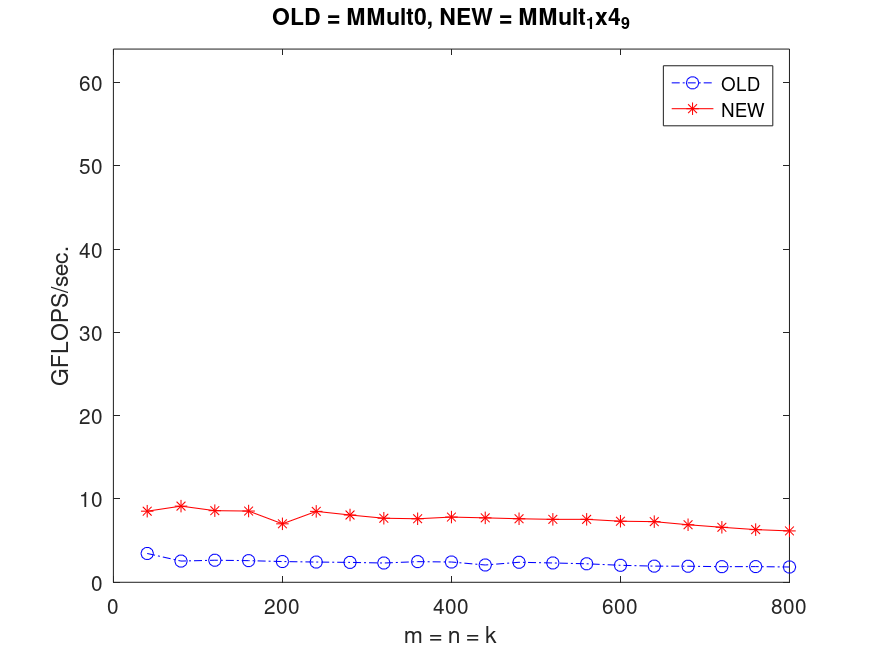 OLD = MMult0, NEW = MMult₁x4₉
OLD
NEW
GFLOPS/sec.
60
50
40
30
20
10
0
0 200 400 600 800
m = n = k